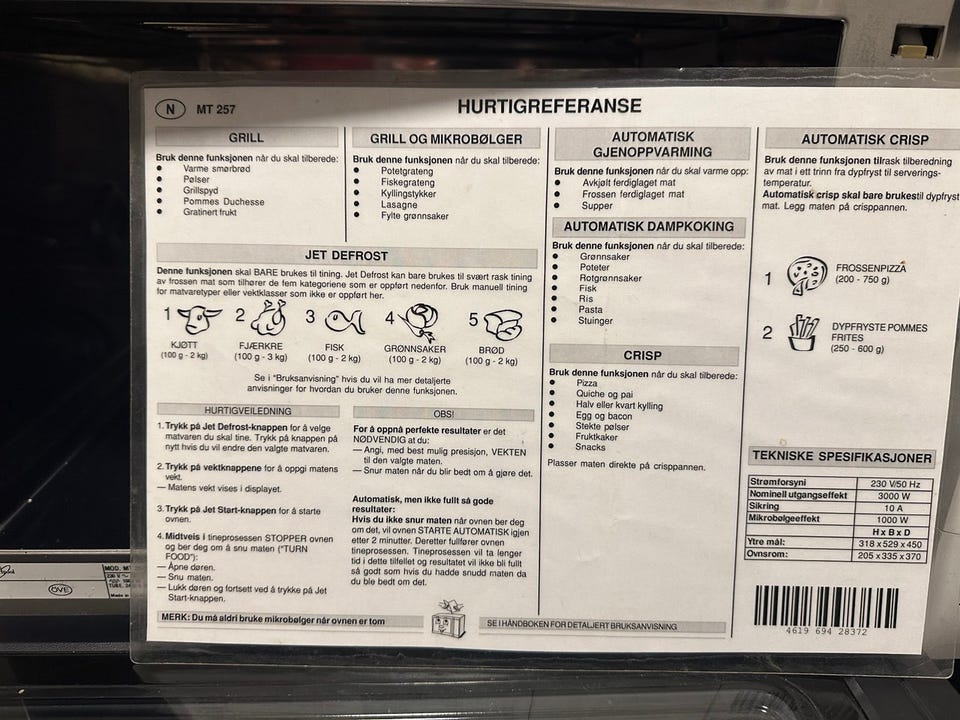 N MT 257
HURTIGREFERANSE
GRILL
Bruk denne funksjonen når du skal tilberede:
Varme smørbrød
Pølser
Grillspyd
Pommes Duchesse
Gratinert frukt
GRILL OG MIKROBØLGER
Bruk denne funksjonen når du skal tilberede:
Potetgrateng
Fiskegrateng
Kyllingstykker
Lasagne
Fylte grønnsaker
JET DEFROST
Denne funksjonen skal BARE brukes til tining. Jet Defrost kan bare brukes til svært rask tining
av frossen mat som tilhører de fem kategoriene som er oppført nedenfor. Bruk manuell tining
for matvaretyper eller vektklasser som ikke er oppført her.
1 2 3 4 5
KJØTT FJÆRKRE FISK GRØNNSAKER BRØD
(100 g - 2 kg) (100 g - 3 kg) (100 g - 2 kg) (100 g - 2 kg) (100 g - 2 kg)
Se i "Bruksanvisning" hvis du vil ha mer detaljerte
anvisninger for hvordan du bruker denne funksjonen.
HURTIGVEILEDNING
1. Trykk på Jet Defrost-knappen for å velge
matvaren du skal tine. Trykk på knappen på
nytt hvis du vil endre den valgte matvaren.
2. Trykk på vektknappene for å oppgi matens
vekt.
— Matens vekt vises i displayet.
3. Trykk på Jet Start-knappen for å starte
ovnen.
4. Midtveis i tineprosessen STOPPER ovnen
og ber deg om å snu maten ("TURN
FOOD"):
— Åpne døren.
— Snu maten.
— Lukk døren og fortsett ved å trykke på Jet
Start-knappen.
OBS!
For å oppnå perfekte resultater er det
NØDVENDIG at du:
— Angi, med best mulig presisjon, VEKTEN
til den valgte maten.
— Snur maten når du blir bedt om å gjøre det.
Automatisk, men ikke fullt så gode
resultater:
Hvis du ikke snur maten når ovnen ber deg
om det, vil ovnen STARTE AUTOMATISK igjen
etter 2 minutter. Deretter fullfører ovnen
tineprosessen. Tineprosessen vil ta lenger
tid i dette tilfellet og resultatet vil ikke bli fullt
så godt som hvis du hadde snudd maten da
du ble bedt om det.
MERK: Du må aldri bruke mikrobølger når ovnen er tom
SE I HÅNDBOKEN FOR DETALJERT BRUKSANVISNING
AUTOMATISK
GJENOPPVARMING
Bruk denne funksjonen når du skal varme opp:
Avkjølt ferdiglaget mat
Frossen ferdiglaget mat
Supper
AUTOMATISK DAMPKOKING
Bruk denne funksjonen når du skal tilberede:
Grønnsaker
Poteter
Rotgrønnsaker
Fisk
Ris
Pasta
Stuinger
CRISP
Bruk denne funksjonen når du skal tilberede:
Pizza
Quiche og pai
Halv eller kvart kylling
Egg og bacon
Stekte pølser
Fruktkaker
Snacks
Plasser maten direkte på crisppannen.
AUTOMATISK CRISP
Bruk denne funksjonen tilrask tilberedning
av mat i ett trinn fra dypfryst til serverings-
temperatur.
Automatisk crisp skal bare brukestil dypfryst
mat. Legg maten på crisppannen.
1 FROSSENPIZZA
(200 - 750 g)
2 DYPFRYSTE POMMES
FRITES
(250 - 600 g)
TEKNISKE SPESIFIKASJONER
Strømforsyni 230 V/50 Hz
Nominell utgangseffekt 3000 W
Sikring 10 A
Mikrobølgeeffekt 1000 W
H x B x D
Ytre mål: 318 x 529 x 450
Ovnsrom: 205 x 335 x 370
4619 694 28372
OVE